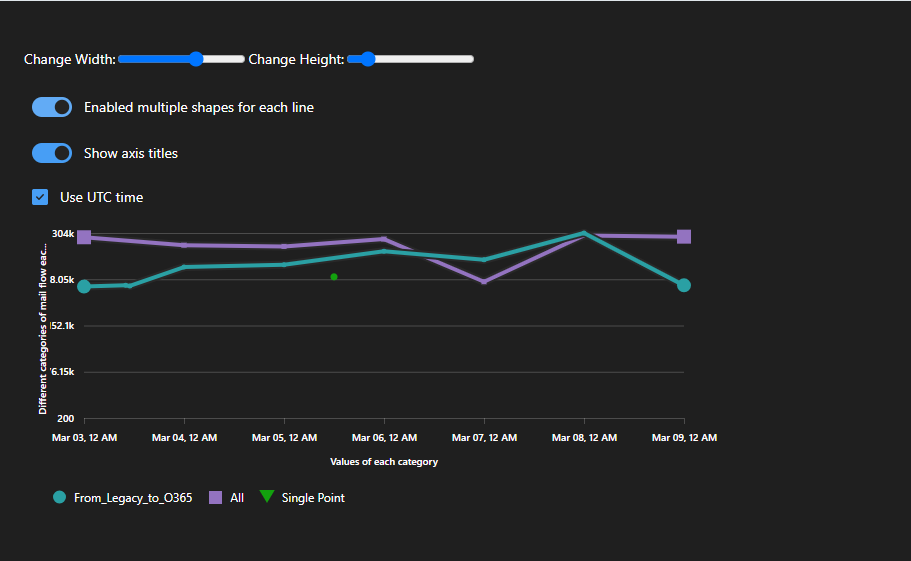 Change Width: Change Height:
Enabled multiple shapes for each line
Show axis titles
Use UTC time
Different categories of mail flow eac...
304k
8.05k
52.1k
6.15k
200
Mar 03, 12 AM Mar 04, 12 AM Mar 05, 12 AM Mar 06, 12 AM Mar 07, 12 AM Mar 08, 12 AM Mar 09, 12 AM
Values of each category
From_Legacy_to_O365 All Single Point